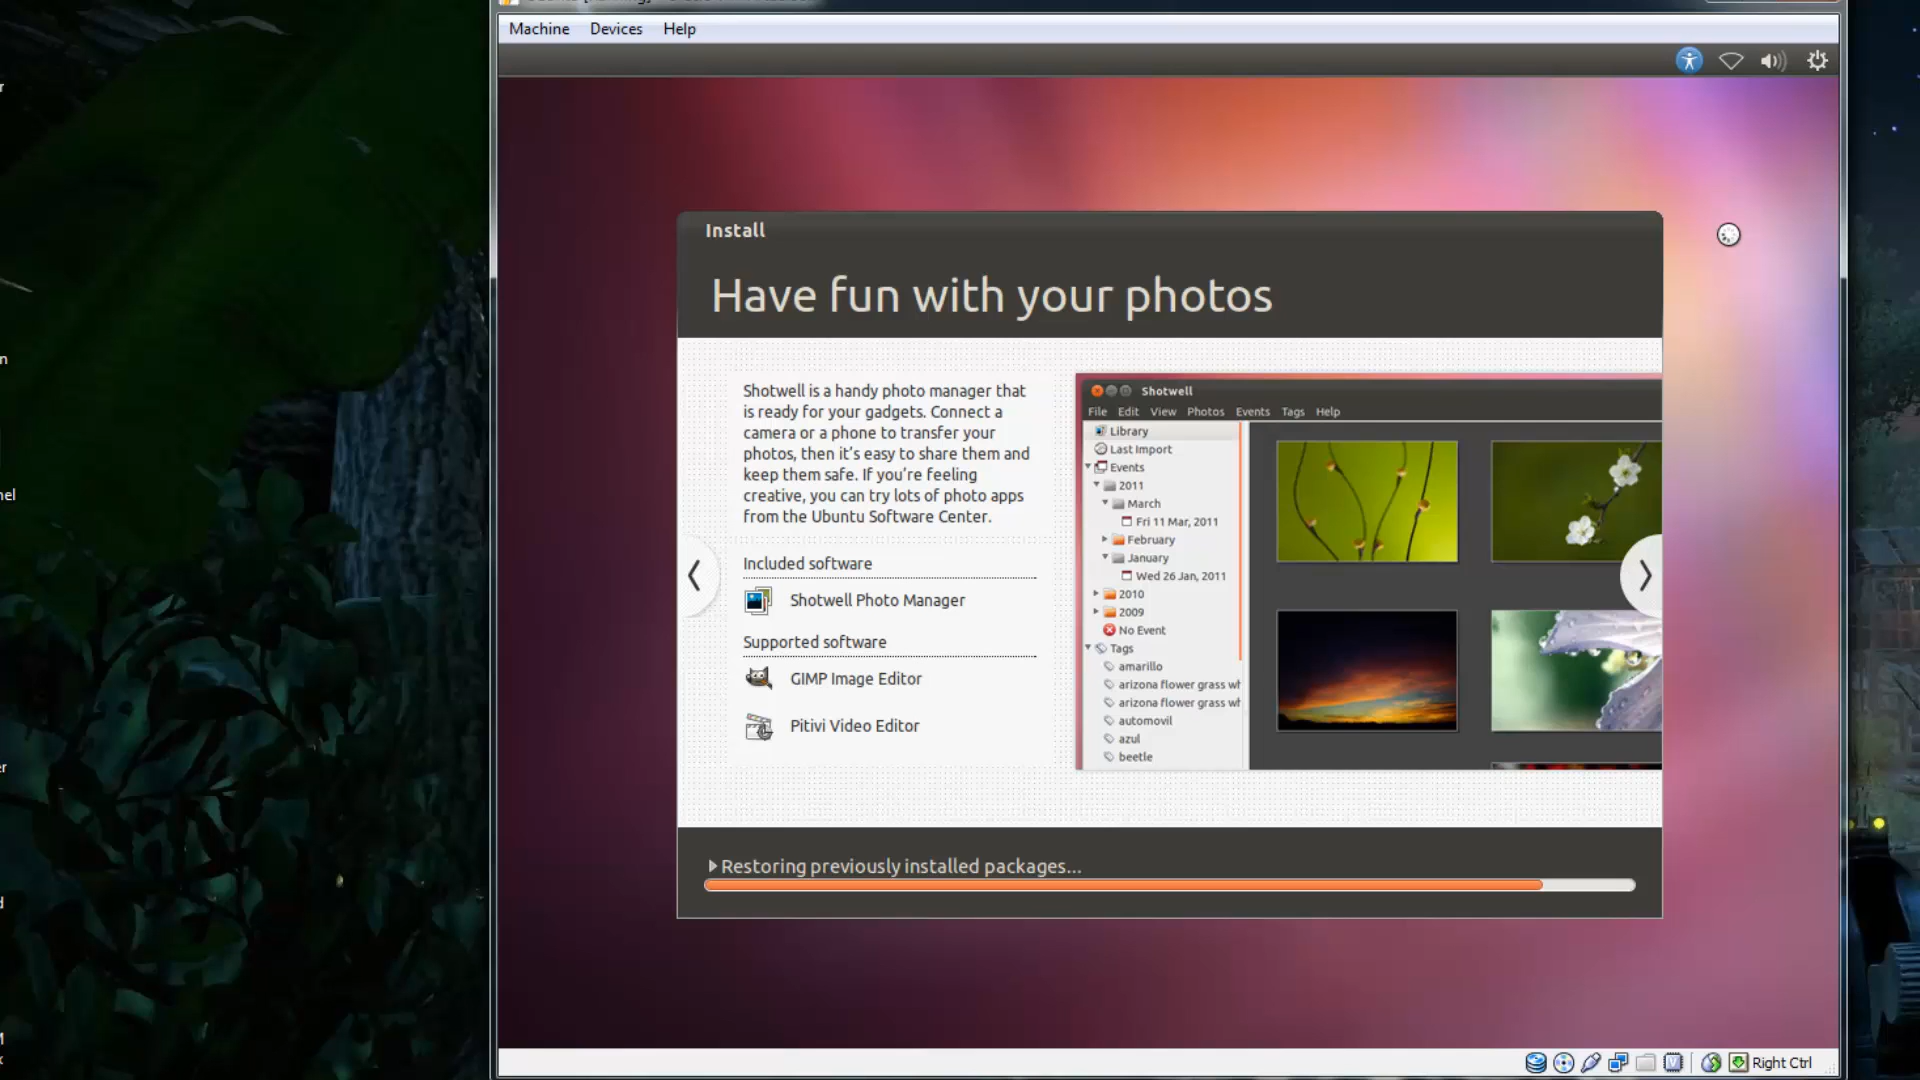 Machine Devices Help
Install
Have fun with your photos
Shotwell is a handy photo manager that
is ready for your gadgets. Connect a
camera or a phone to transfer your
photos, then it’s easy to share them and
keep them safe. If you’re feeling
creative, you can try lots of photo apps
from the Ubuntu Software Center.
Included software
Shotwell Photo Manager
Supported software
GIMP Image Editor
Pitivi Video Editor
Shotwell
File Edit View Photos Events Tags Help
Library
Last Import
Events
2011
March
Fri 11 Mar, 2011
February
January
Wed 26 Jan, 2011
2010
2009
No Event
Tags
amarillo
arizona flower grass wh
arizona flower grass wh
automovil
azul
beetle
Restoring previously installed packages...
Right Ctrl